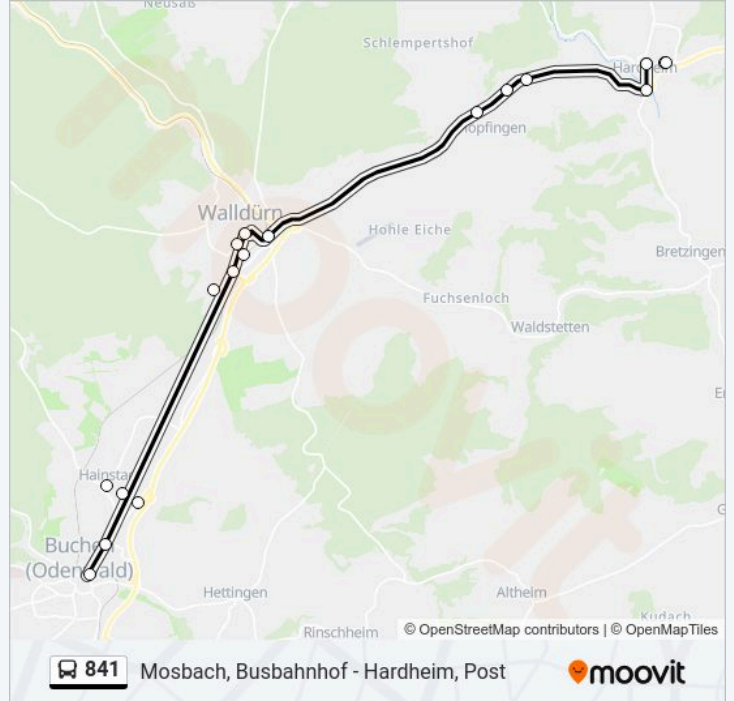 Neusaß
Schlempertshof
Hardheim
Höpfingen
Walldürn
Hohle Eiche
Bretzingen
Fuchsenloch
Waldstetten
Hainstadt
Buchen
(Odenwald)
Hettingen
Altheim
Kudach
Rinschheim
© OpenStreetMap contributors | © OpenMapTiles
841 Mosbach, Busbahnhof - Hardheim, Post moovit